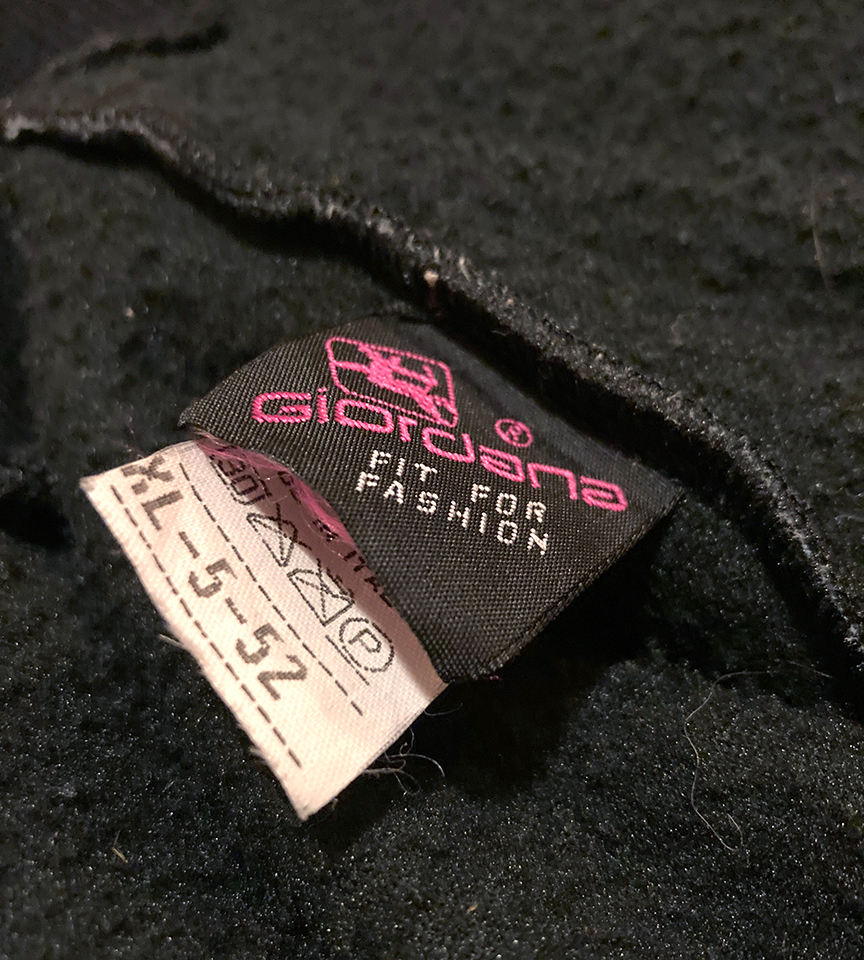 Giordana ®
FIT FOR
FASHION
XL-5-52
P